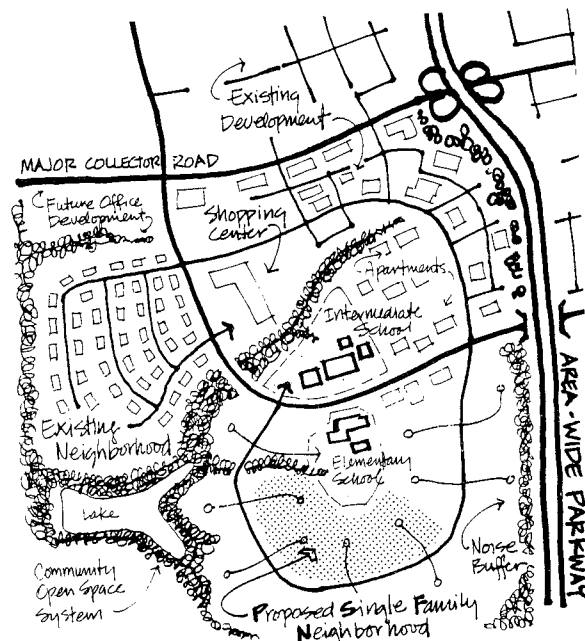 Existing
Development
MAJOR COLLECTOR ROAD
Future Office
Development
Shopping
Center
Apartments
Intermediate
School
Existing
Neighborhood
Elementary
School
Lake
Community
Open Space
System
Noise
Buffer
AREA-WIDE PARKWAY
Proposed Single Family
Neighborhood